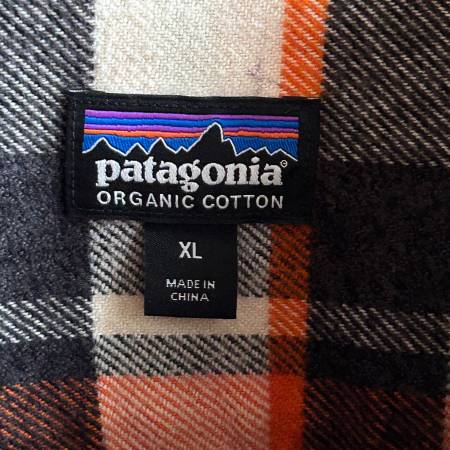 patagonia®
ORGANIC COTTON
XL
MADE IN
CHINA